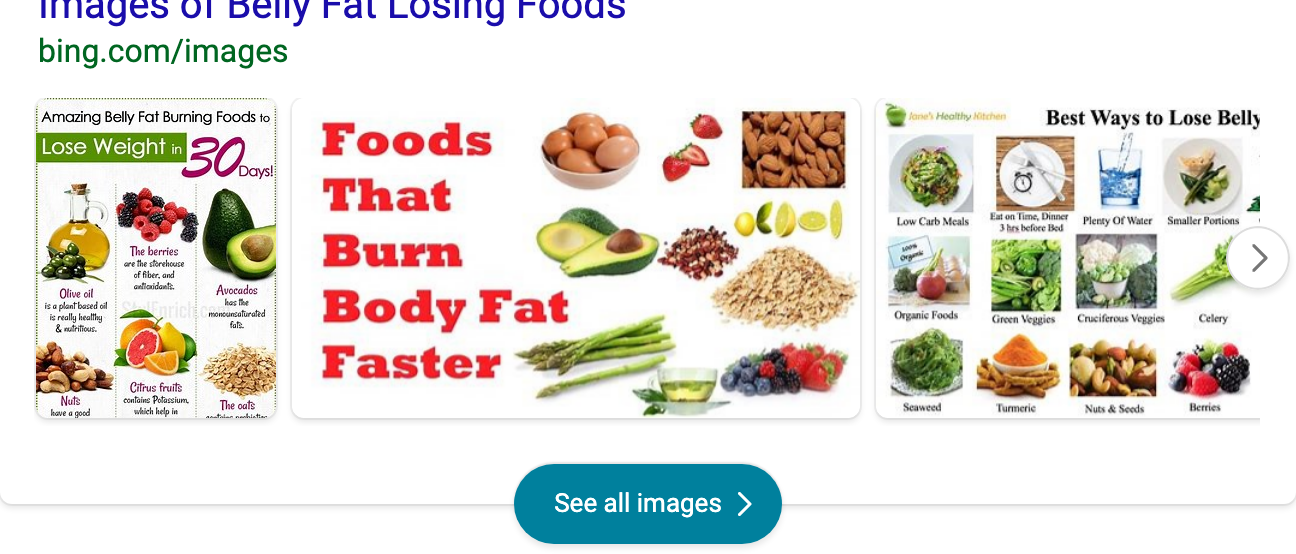 Images of Belly Fat Losing Foods
bing.com/images
Amazing Belly Fat Burning Foods to
Lose Weight in 30 Days!
Olive oil
is a plant based oil
is really healthy
& nutritious.
The berries
are the storehouse
of fiber, and
antioxidants.
Avocados
has the
monounsaturated
fats.
Nuts
have a good
Citrus fruits
contains Potassium,
which help in
The oats
Foods
That
Burn
Body Fat
Faster
Jane's Healthy Kitchen
Best Ways to Lose Belly
Low Carb Meals
Eat on Time, Dinner
3 hrs before Bed
Plenty Of Water
Smaller Portions
100%
Organic
Organic Foods
Green Veggies
Cruciferous Veggies
Celery
Seaweed
Turmeric
Nuts & Seeds
Berries
See all images